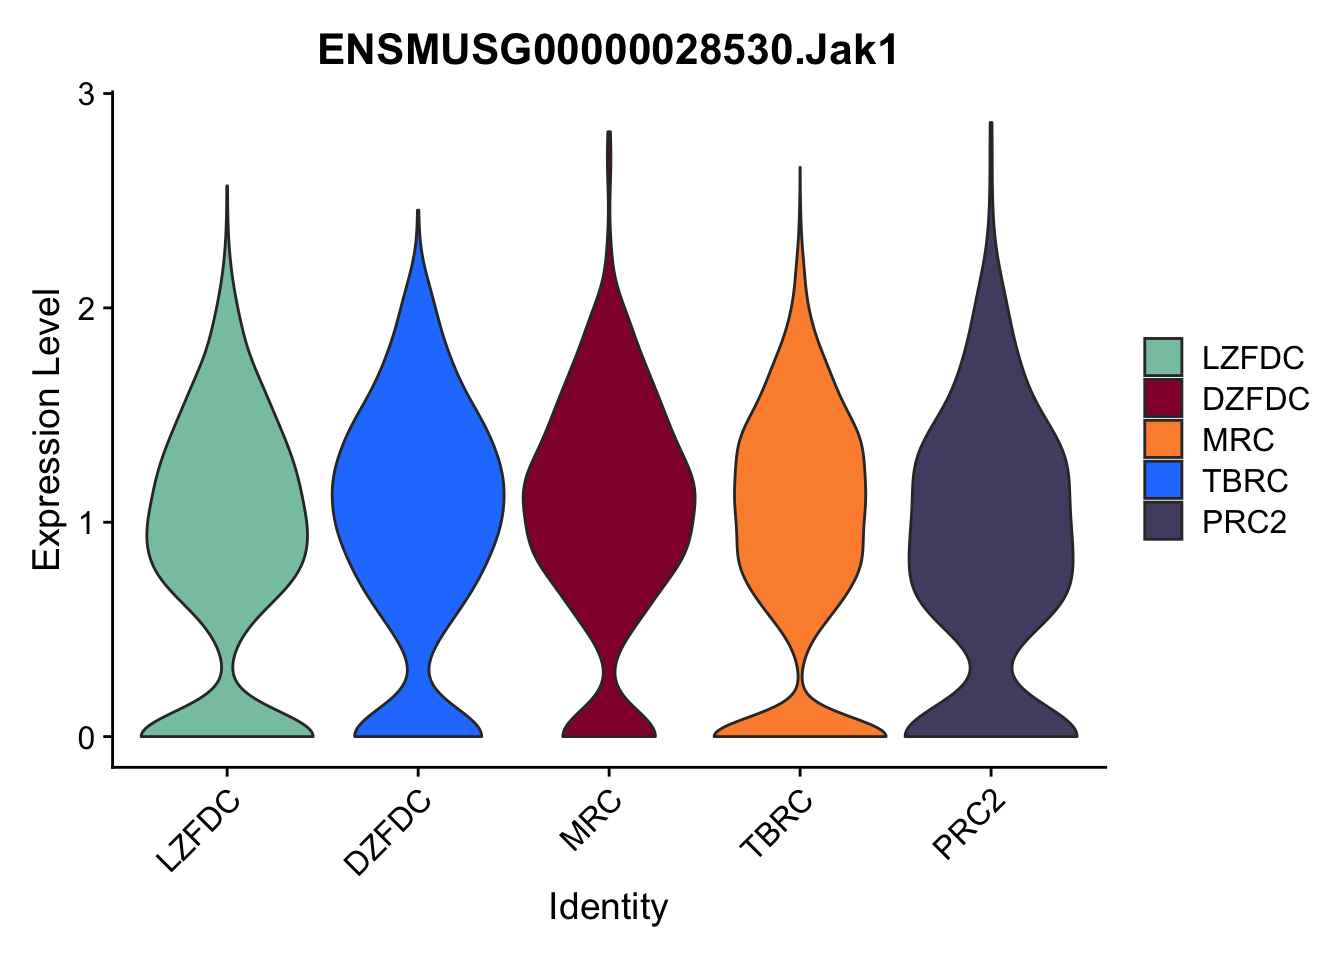 ENSMUSG00000028530.Jak1
Expression Level
3
2
1
0
LZFDC
DZFDC
MRC
TBRC
PRC2
Identity
LZFDC
DZFDC
MRC
TBRC
PRC2